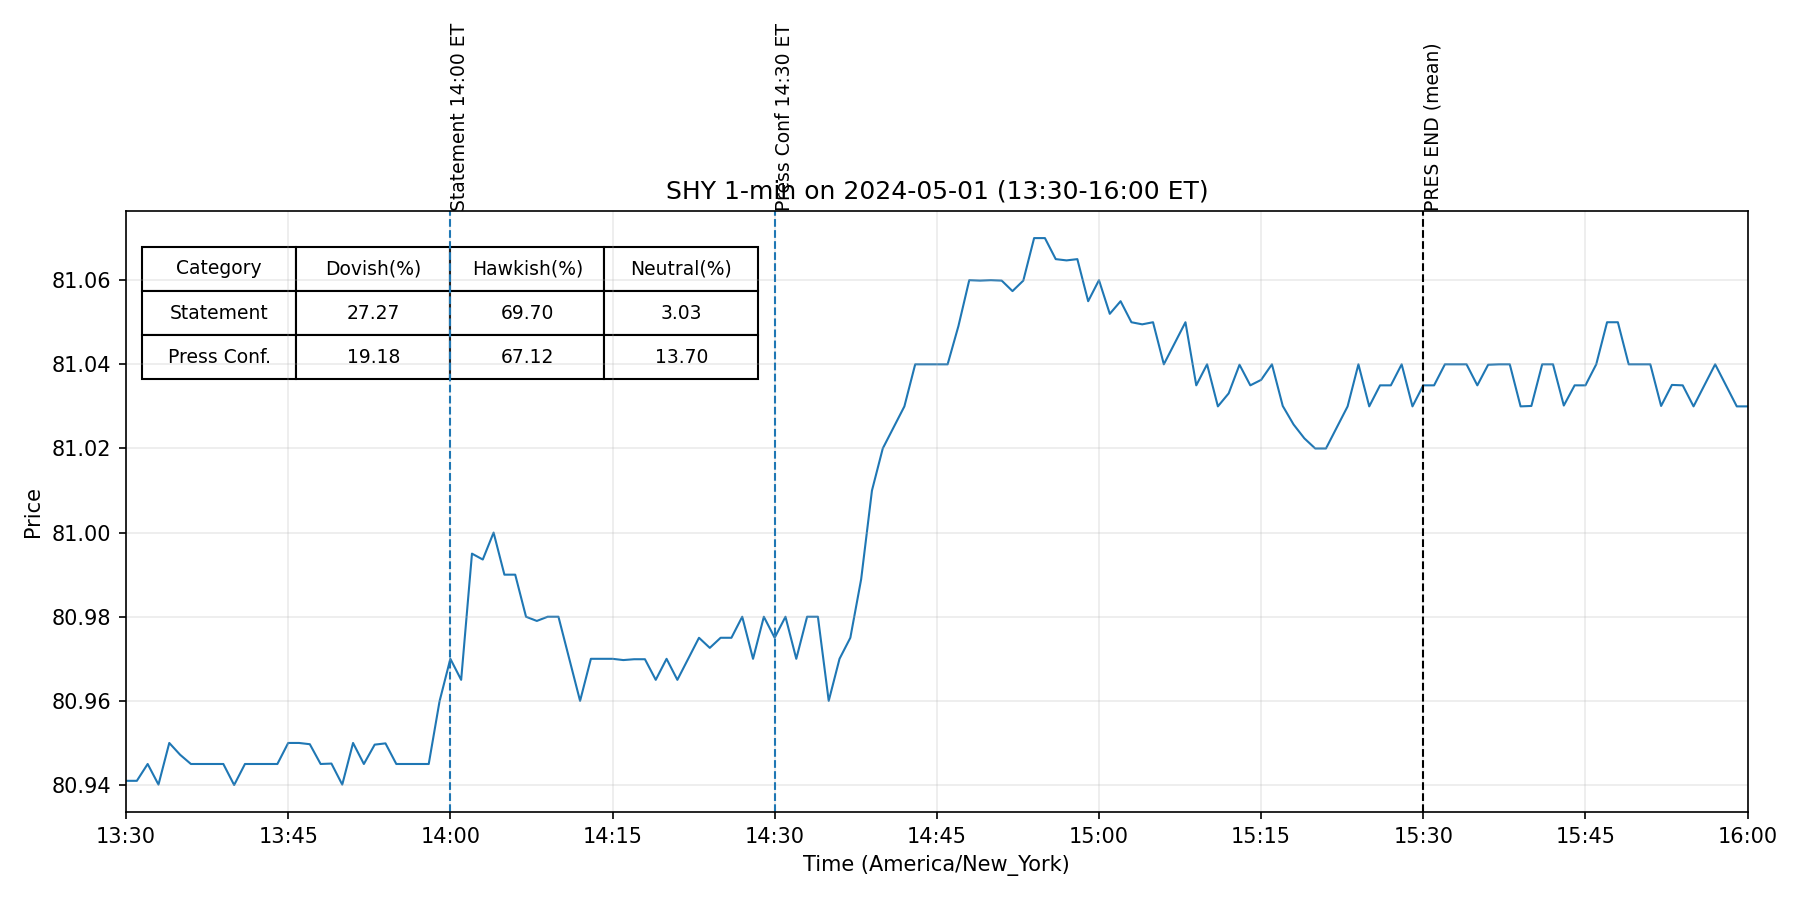 Statement 14:00 ET
Press Conf 14:30 ET
PRES END (mean)
SHY 1-min on 2024-05-01 (13:30-16:00 ET)
Category Dovish(%) Hawkish(%) Neutral(%)
Statement 27.27 69.70 3.03
Press Conf. 19.18 67.12 13.70
81.06
81.04
81.02
81.00
80.98
80.96
80.94
Price
13:30 13:45 14:00 14:15 14:30 14:45 15:00 15:15 15:30 15:45 16:00
Time (America/New_York)